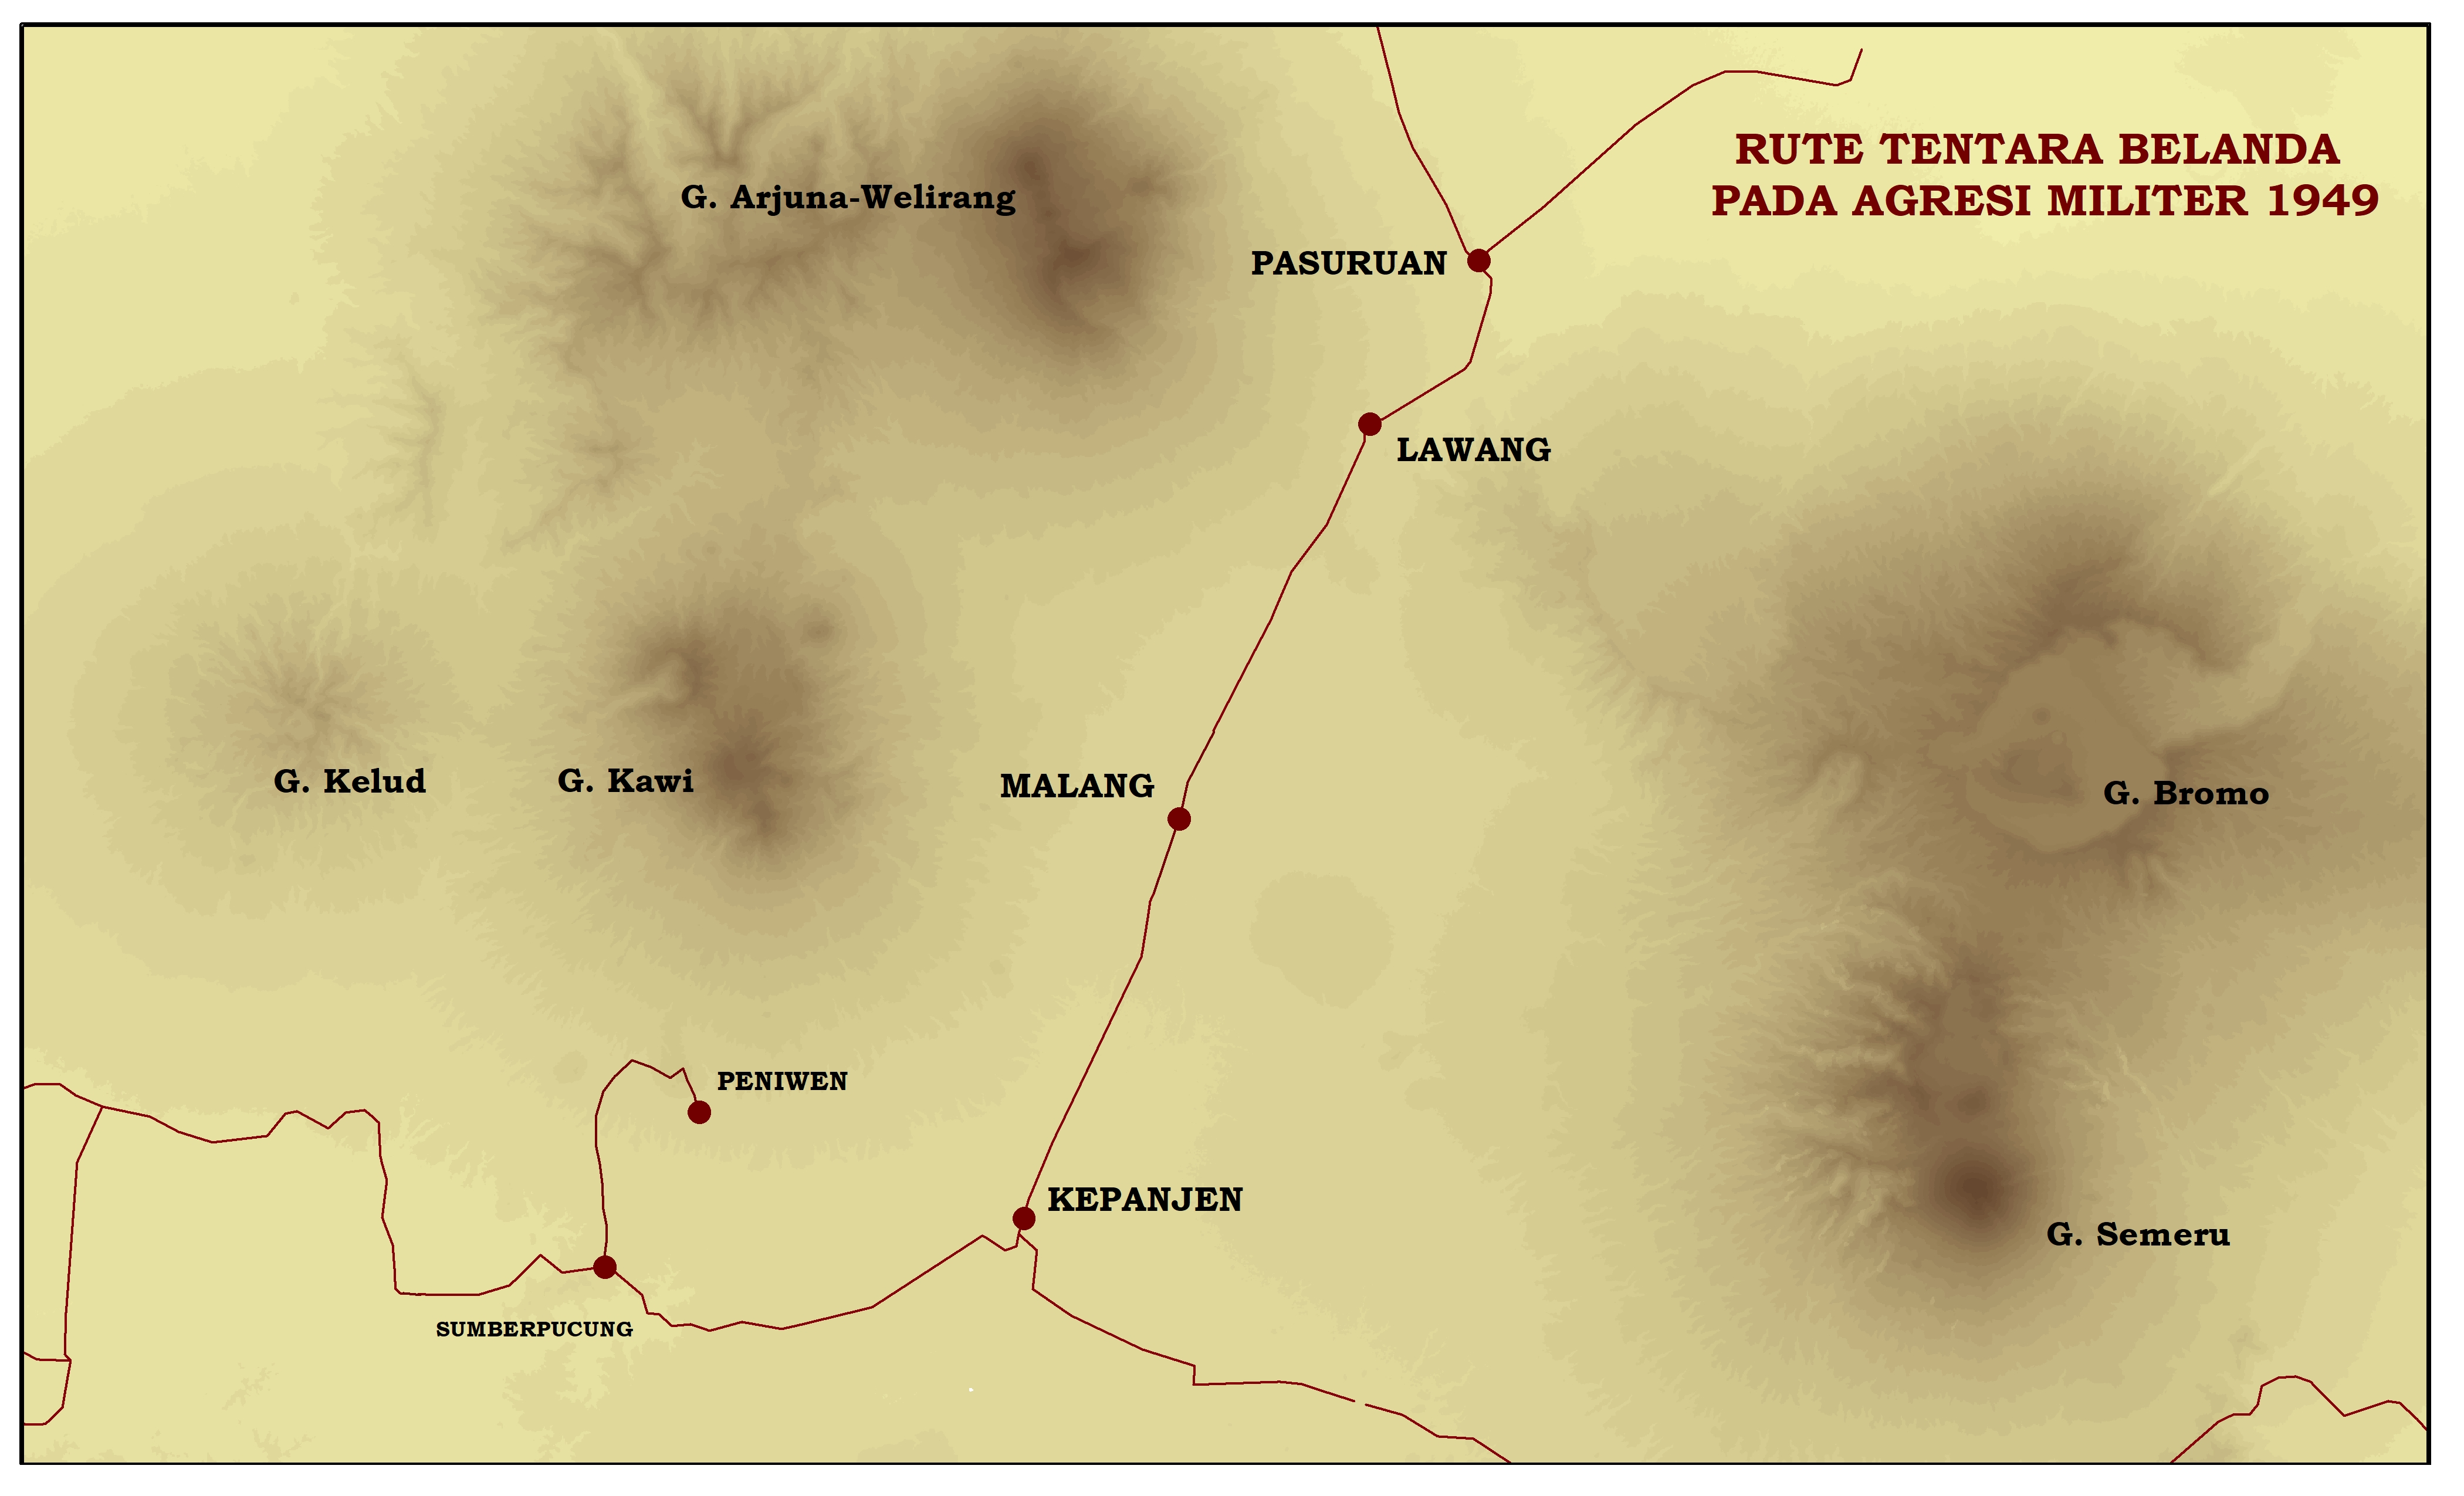 RUTE TENTARA BELANDA
PADA AGRESI MILITER 1949
G. Arjuna-Welirang
PASURUAN
LAWANG
G. Kelud
G. Kawi
MALANG
G. Bromo
PENIWEN
KEPANJEN
G. Semeru
SUMBERPUCUNG